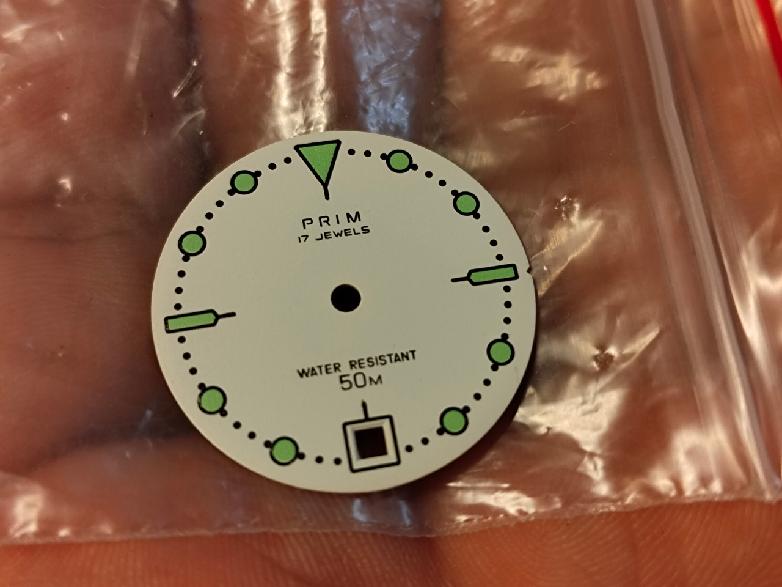 PRIM
17 JEWELS
WATER RESISTANT
50M